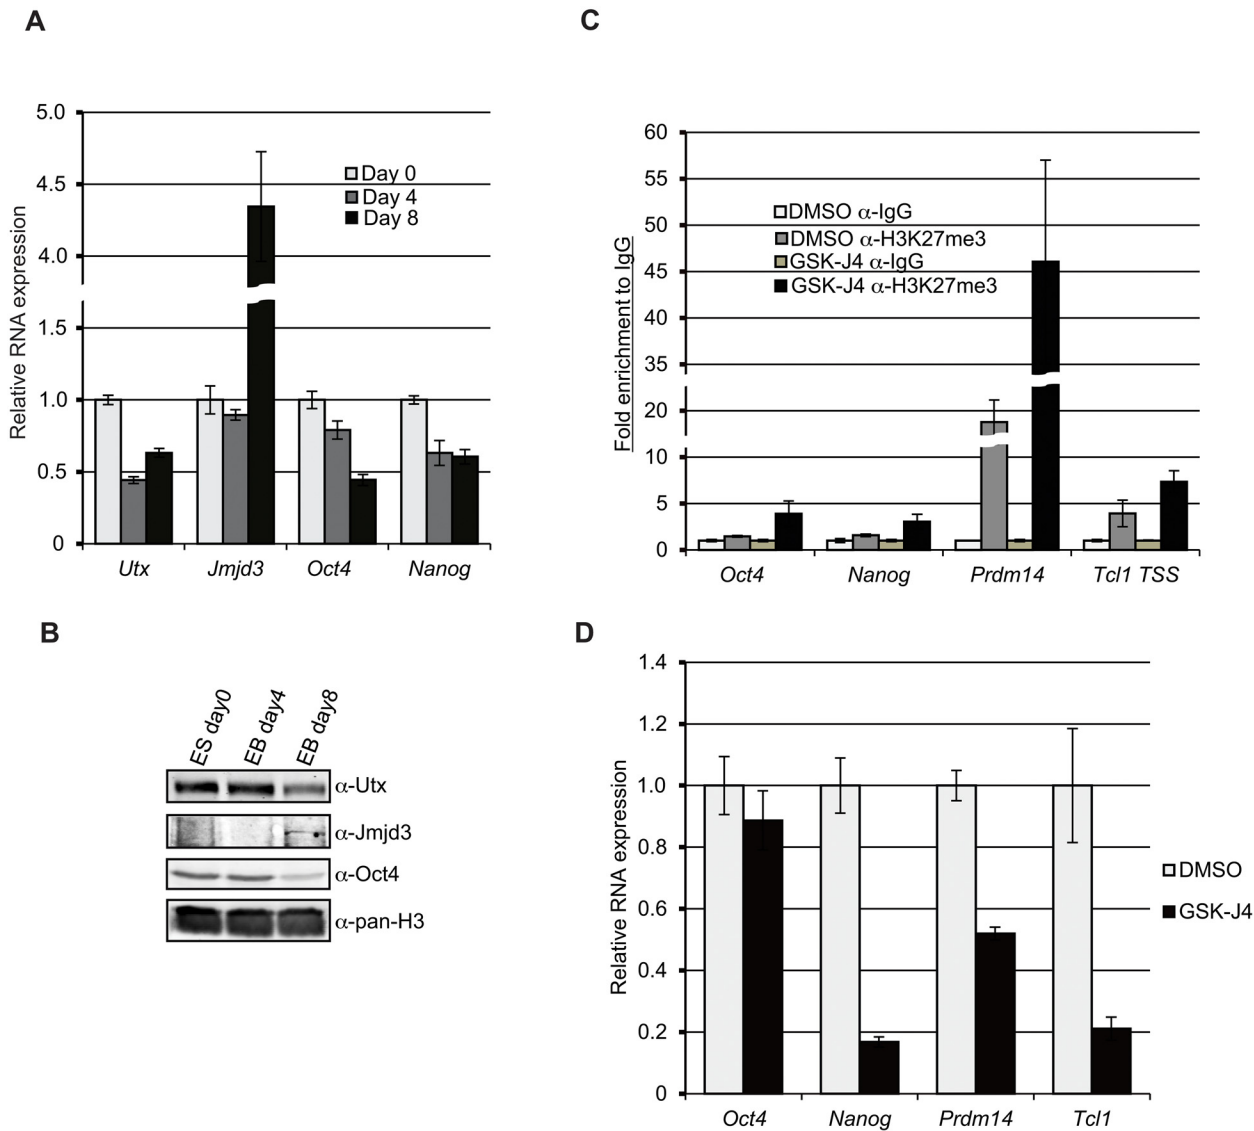 A
Relative RNA expression
5.0
4.5
4.0
1.5
1.0
0.5
0
Day 0
Day 4
Day 8
Utx Jmjd3 Oct4 Nanog
B
ES day0
EB day4
EB day8
α-Utx
α-Jmjd3
α-Oct4
α-pan-H3
C
Fold enrichment to IgG
60
55
50
45
40
35
20
10
5
0
DMSO α-IgG
DMSO α-H3K27me3
GSK-J4 α-IgG
GSK-J4 α-H3K27me3
Oct4 Nanog Prdm14 Tcl1 TSS
D
Relative RNA expression
1.4
1.2
1.0
0.8
0.6
0.4
0.2
0
DMSO
GSK-J4
Oct4 Nanog Prdm14 Tcl1